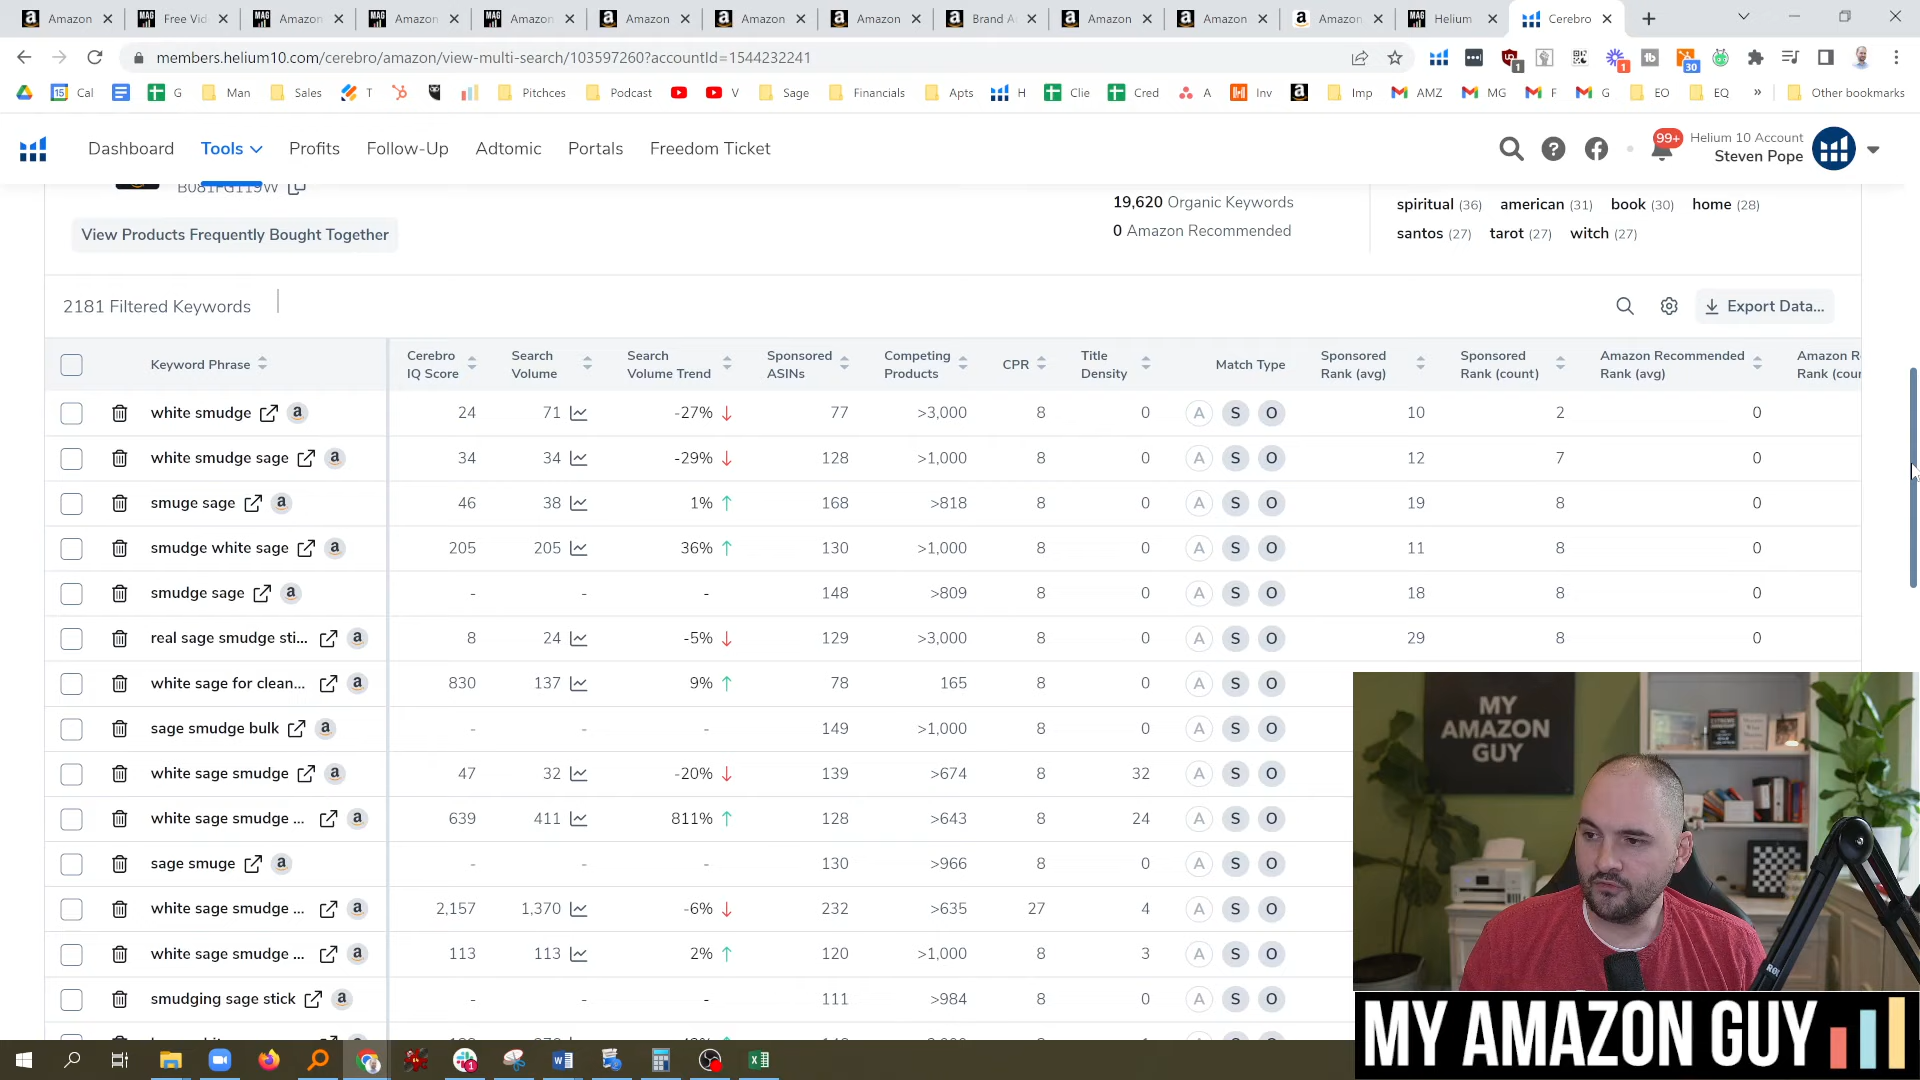 Amazon
Free Vid
Amazon
Amazon
Amazon
Amazon
Amazon
Amazon
Brand A
Amazon
Amazon
Amazon
Helium
Cerebro
members.helium10.com/cerebro/amazon/view-multi-search/103597260?accountId=1544232241
Cal G Man Sales T Pitchces Podcast V Sage Financials Apts H Clie Cred A Inv Imp AMZ MG F G EO EQ » Other bookmarks
Dashboard Tools Profits Follow-Up Adtomic Portals Freedom Ticket
99+
Helium 10 Account
Steven Pope
B081FG119W
View Products Frequently Bought Together
19,620 Organic Keywords
0 Amazon Recommended
spiritual (36) american (31) book (30) home (28)
santos (27) tarot (27) witch (27)
2181 Filtered Keywords
Export Data...
Keyword Phrase
Cerebro IQ Score
Search Volume
Search Volume Trend
Sponsored ASINs
Competing Products
CPR
Title Density
Match Type
Sponsored Rank (avg)
Sponsored Rank (count)
Amazon Recommended Rank (avg)
white smudge 24 71 -27% 77 >3,000 8 0 A S O 10 2 0
white smudge sage 34 34 -29% 128 >1,000 8 0 A S O 12 7 0
smuge sage 46 38 1% 168 >818 8 0 A S O 19 8 0
smudge white sage 205 205 36% 130 >1,000 8 0 A S O 11 8 0
smudge sage - - - 148 >809 8 0 A S O 18 8 0
real sage smudge sti... 8 24 -5% 129 >3,000 8 0 A S O 29 8 0
white sage for clean... 830 137 9% 78 165 8 0 A S O
sage smudge bulk - - - 149 >1,000 8 0 A S O
white sage smudge 47 32 -20% 139 >674 8 32 A S O
white sage smudge ... 639 411 811% 128 >643 8 24 A S O
sage smuge - - - 130 >966 8 0 A S O
white sage smudge ... 2,157 1,370 -6% 232 >635 27 4 A S O
white sage smudge ... 113 113 2% 120 >1,000 8 3 A S O
smudging sage stick - - - 111 >984 8 0 A S O
MY
AMAZON
GUY
MY AMAZON GUY